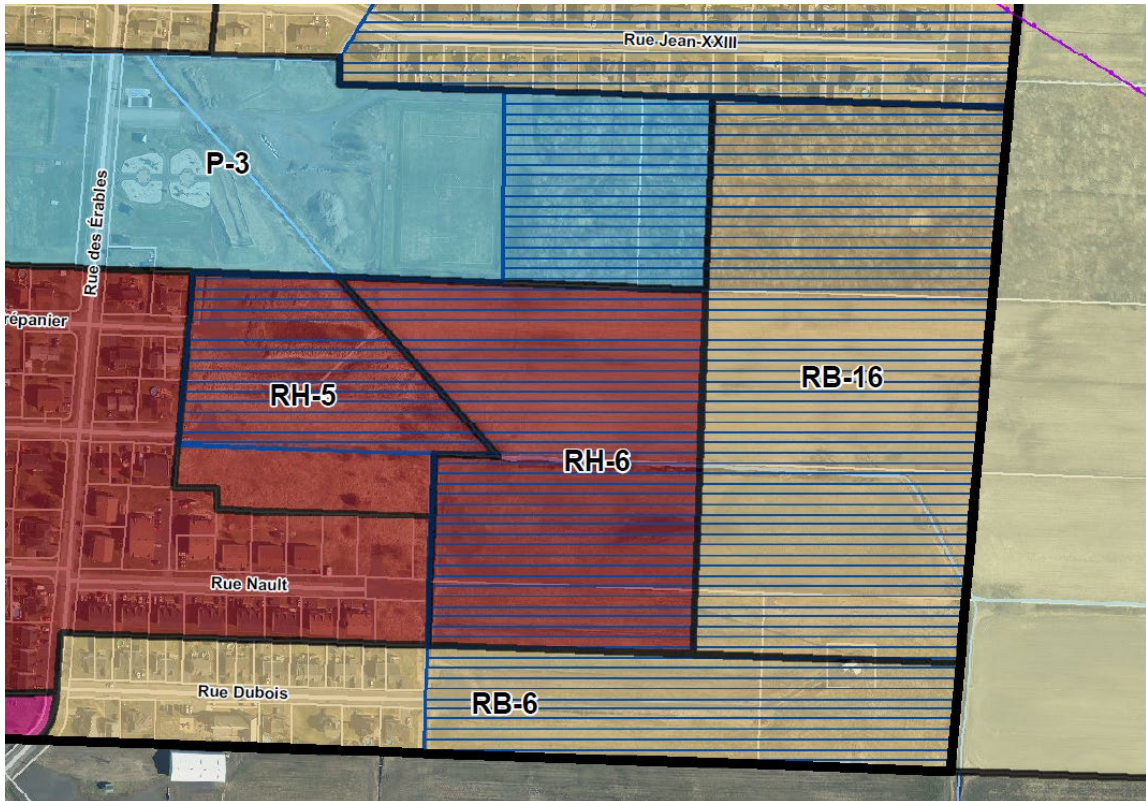 Rue Jean-XXIII
P-3
Rue des Érables
répanier
RH-5
RB-16
RH-6
Rue Nault
Rue Dubois
RB-6